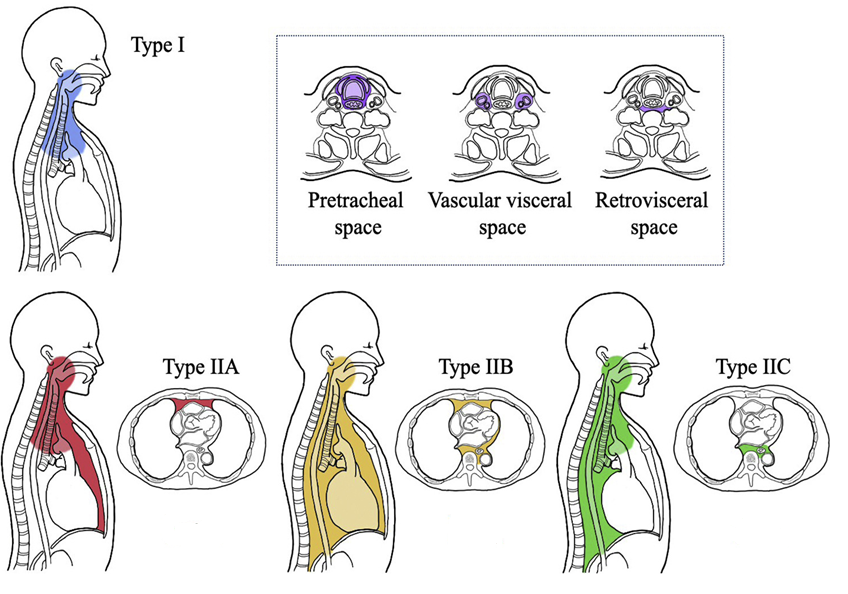 Type I
Pretracheal
space
Vascular visceral
space
Retrovisceral
space
Type IIA
Type IIB
Type IIC